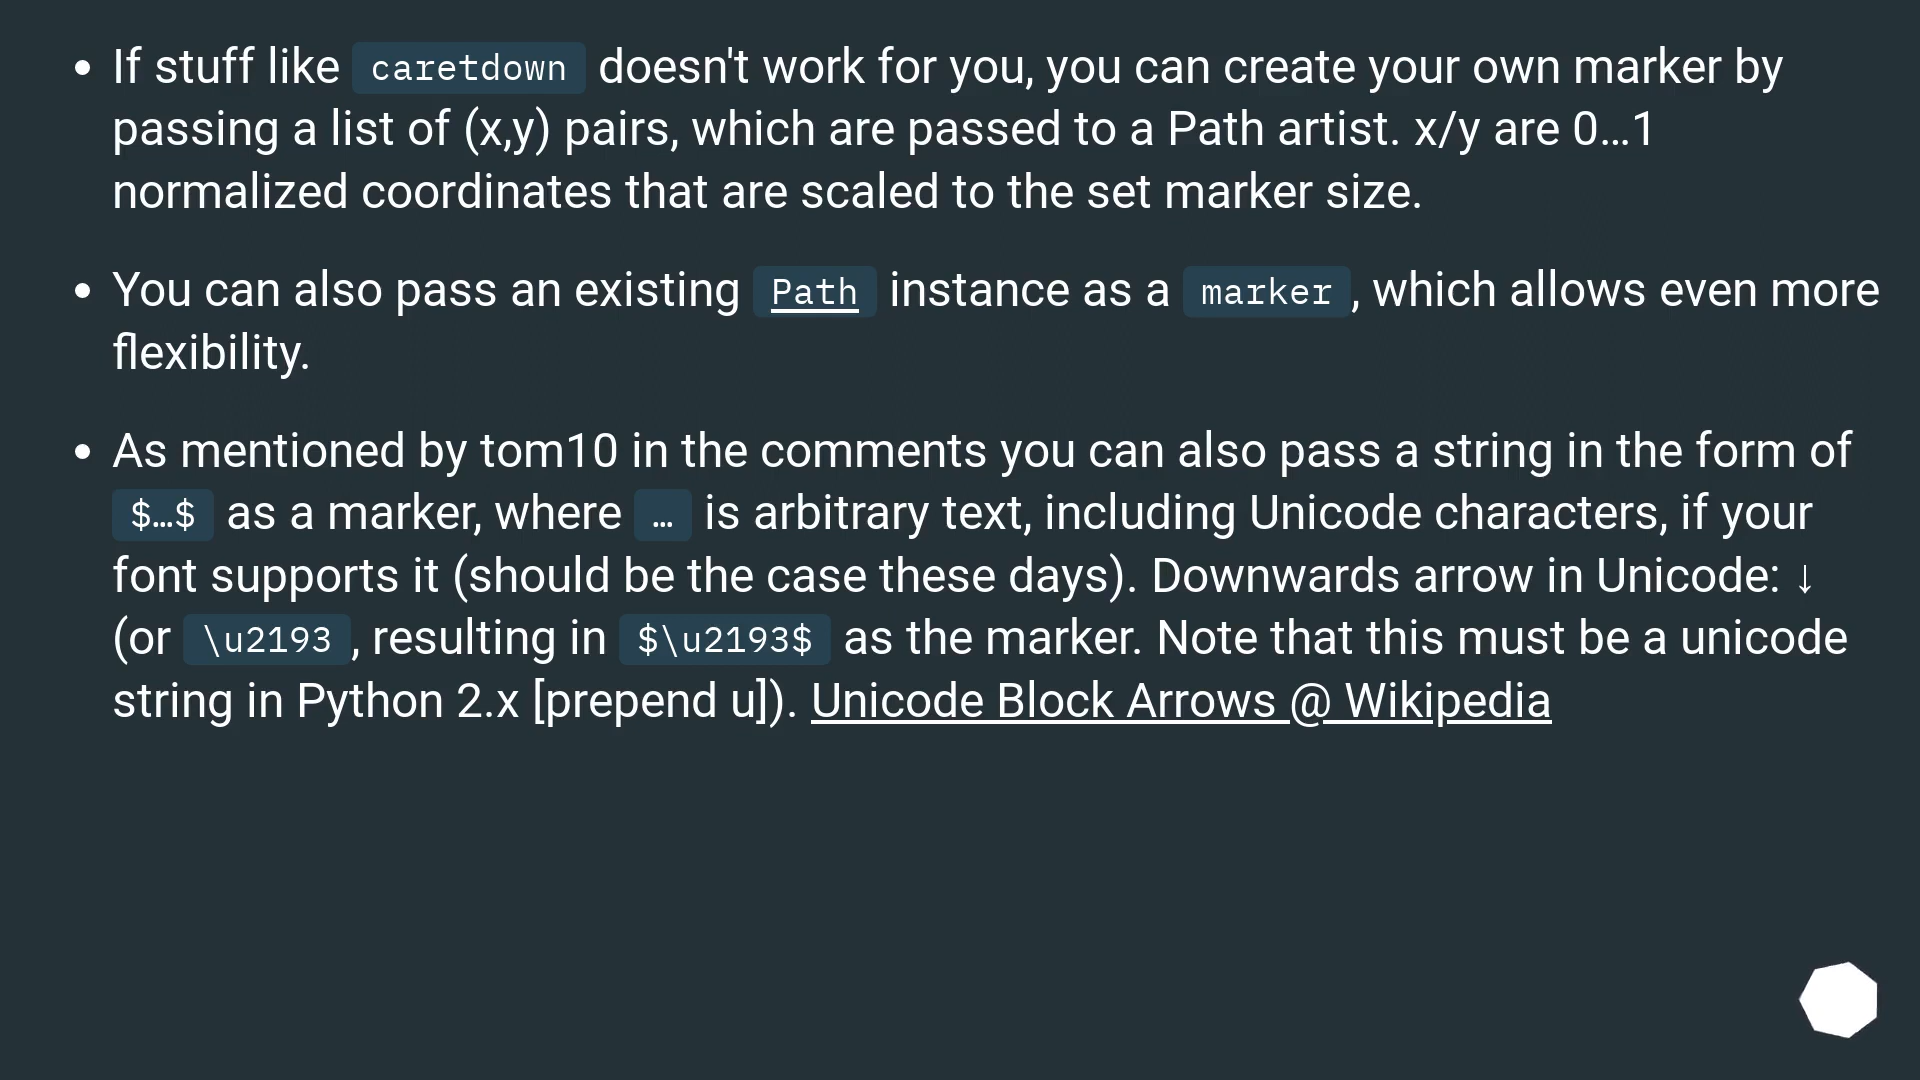 • If stuff like caretdown doesn't work for you, you can create your own marker by
passing a list of (x,y) pairs, which are passed to a Path artist. x/y are 0…1
normalized coordinates that are scaled to the set marker size.
• You can also pass an existing Path instance as a marker, which allows even more
flexibility.
• As mentioned by tom10 in the comments you can also pass a string in the form of
$…$ as a marker, where … is arbitrary text, including Unicode characters, if your
font supports it (should be the case these days). Downwards arrow in Unicode: ↓
(or \u2193, resulting in $\u2193$ as the marker. Note that this must be a unicode
string in Python 2.x [prepend u]). Unicode Block Arrows @ Wikipedia